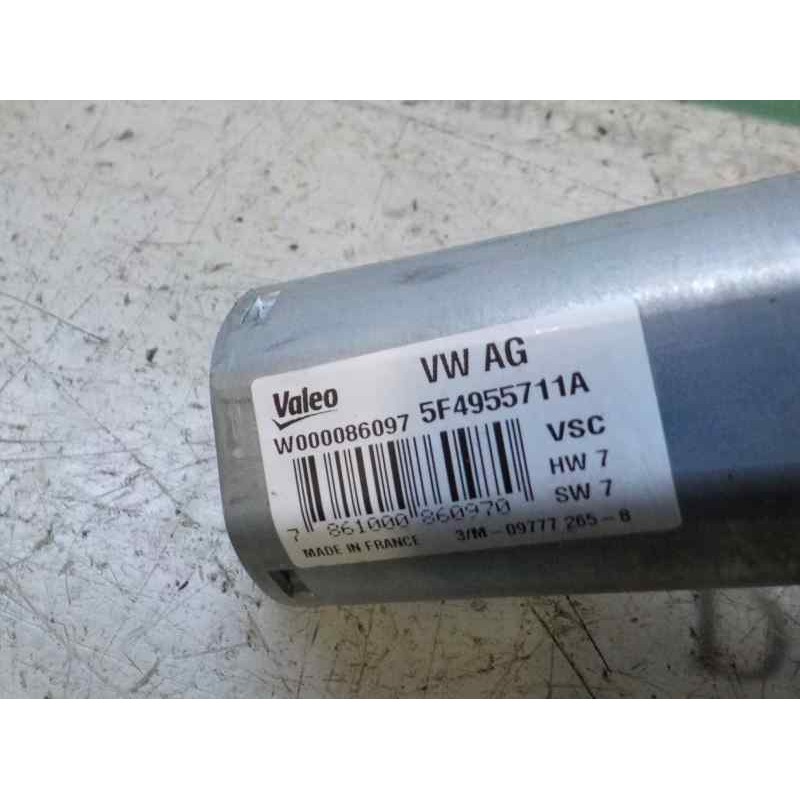 VW AG
Valeo
W000086097 5F4955711A
VSC
HW 7
SW 7
7 861000 860970
MADE IN FRANCE 3/M-09777 265-8